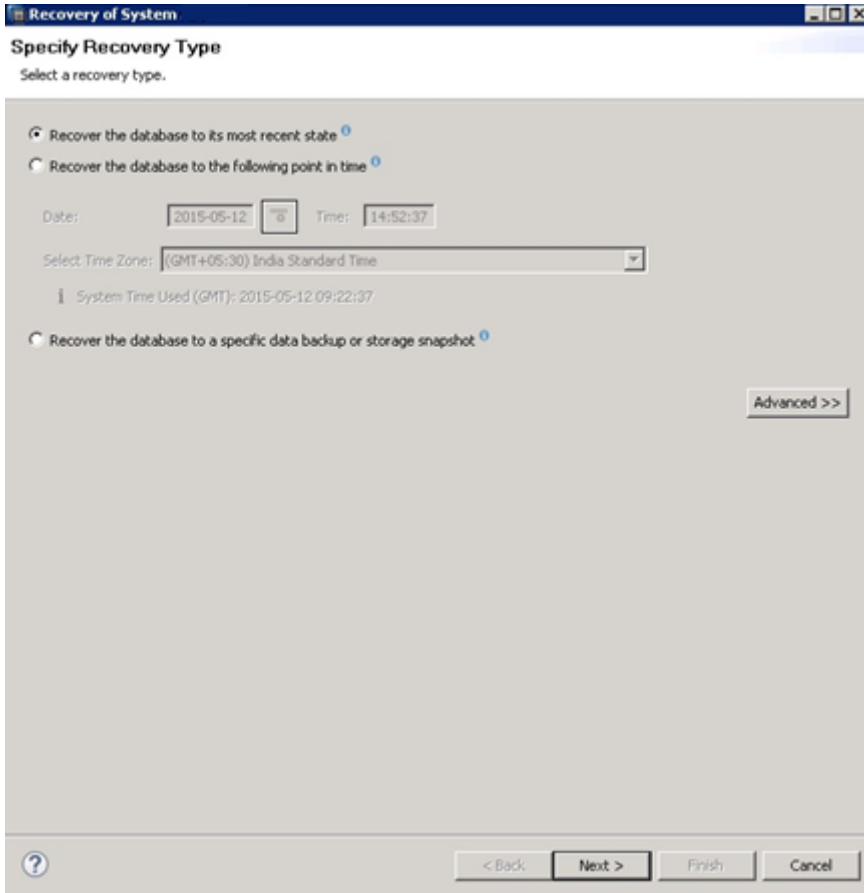 Recovery of System
Specify Recovery Type
Select a recovery type.
Recover the database to its most recent state
Recover the database to the following point in time
Date: 2015-05-12 Time: 14:52:37
Select Time Zone: (GMT+05:30) India Standard Time
i System Time Used (GMT): 2015-05-12 09:22:37
Recover the database to a specific data backup or storage snapshot
Advanced >>
? < Back Next > Finish Cancel